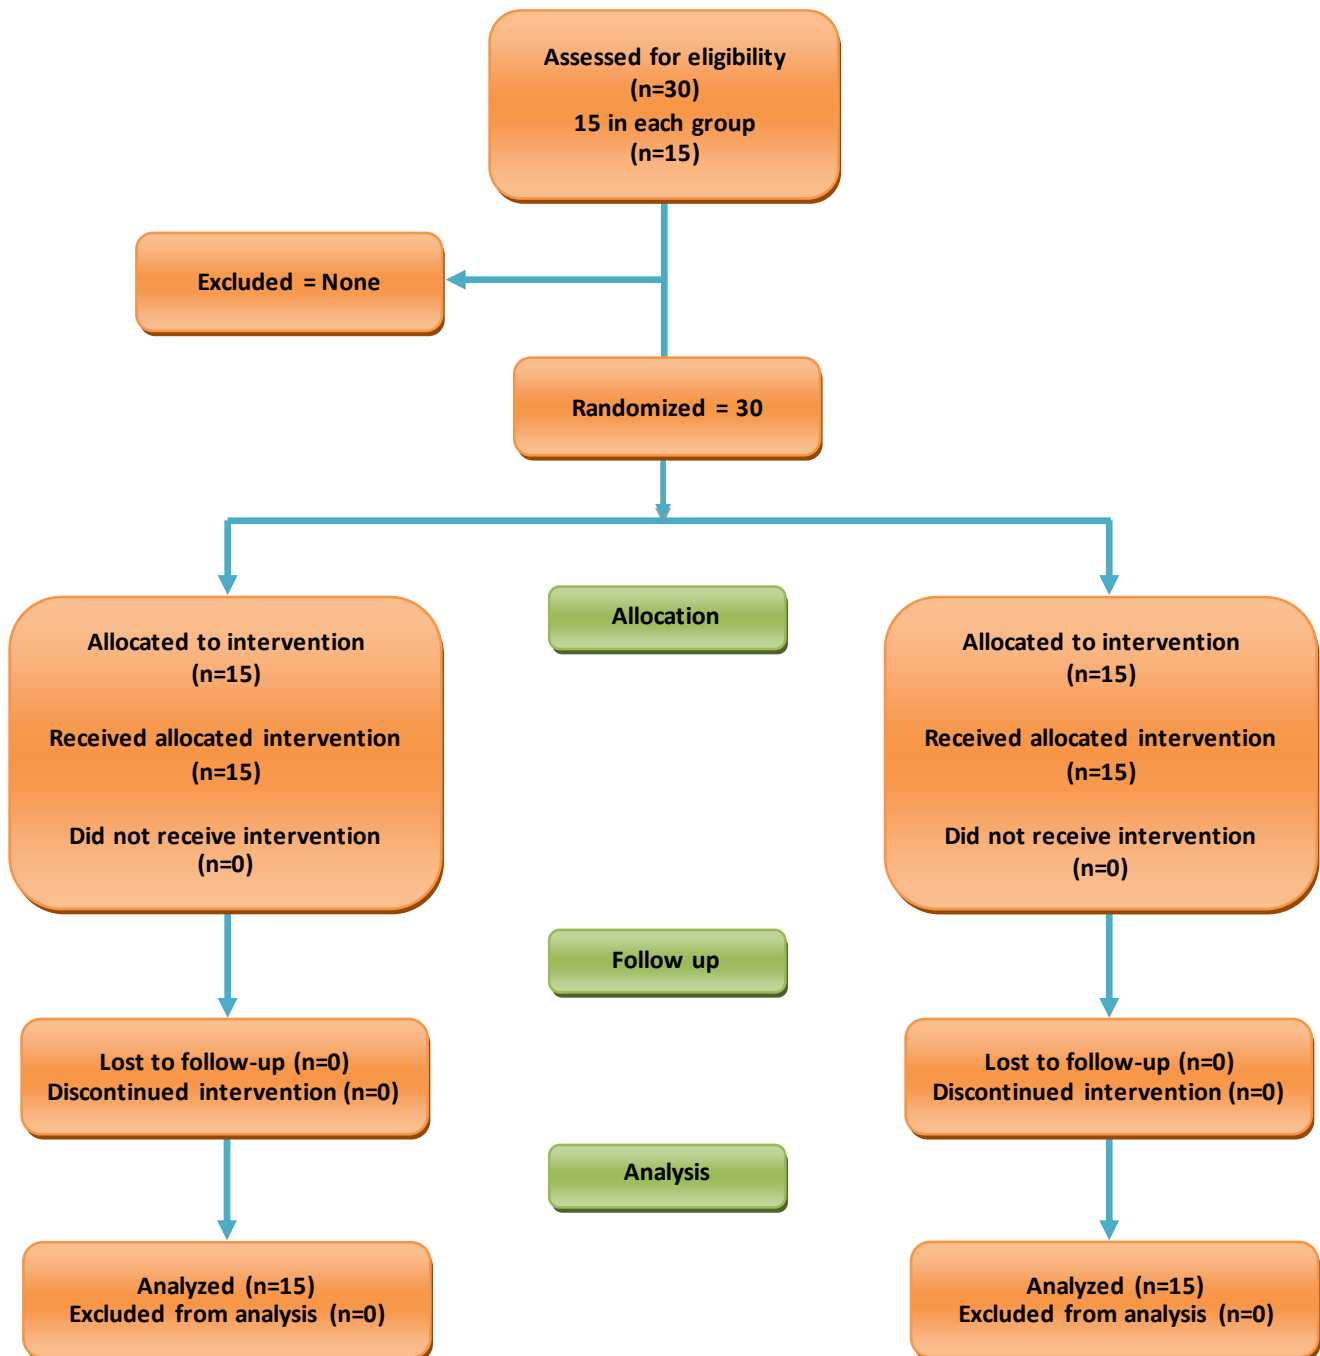 Assessed for eligibility
(n=30)
15 in each group
(n=15)
Excluded = None
Randomized = 30
Allocation
Allocated to intervention
(n=15)
Received allocated intervention
(n=15)
Did not receive intervention
(n=0)
Allocated to intervention
(n=15)
Received allocated intervention
(n=15)
Did not receive intervention
(n=0)
Follow up
Lost to follow-up (n=0)
Discontinued intervention (n=0)
Lost to follow-up (n=0)
Discontinued intervention (n=0)
Analysis
Analyzed (n=15)
Excluded from analysis (n=0)
Analyzed (n=15)
Excluded from analysis (n=0)